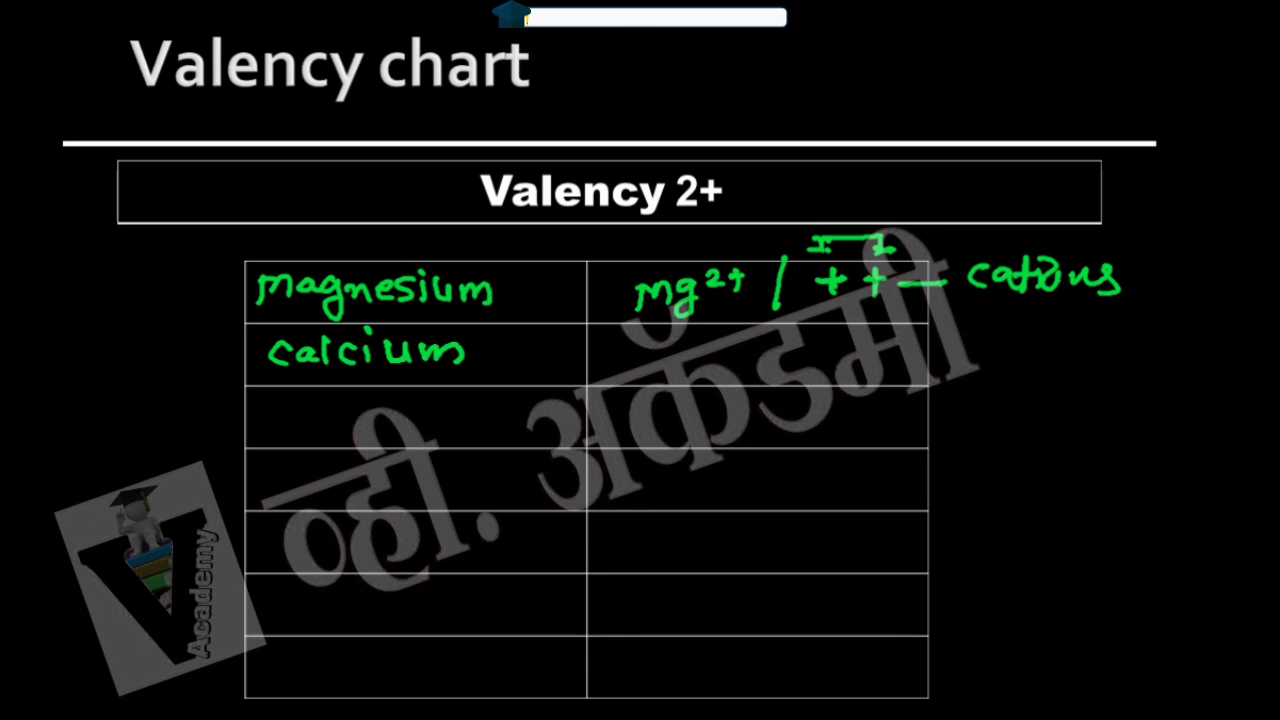 Valency chart
Valency 2+
magnesium mg²⁺ / + + — cations
calcium
व्ही. अकॅडमी
V Academy